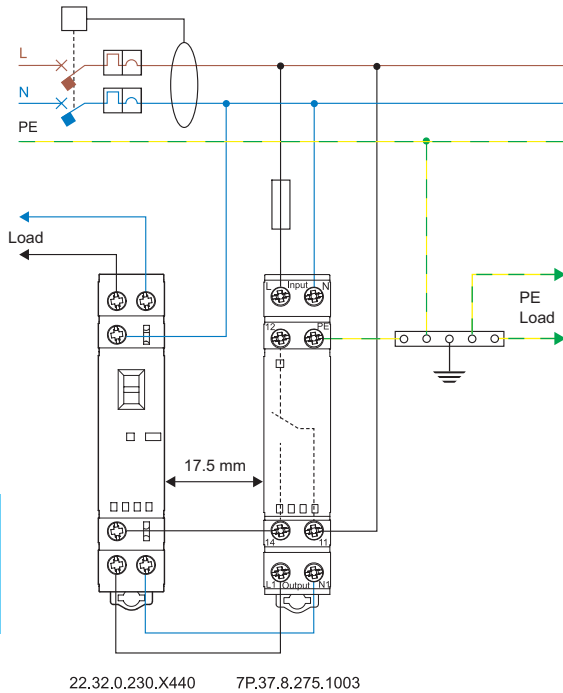 L
N
PE
Load
L Input N
12 PE
PE
Load
17.5 mm
14 11
L1 Output N1
22.32.0.230.X440 7P.37.8.275.1003